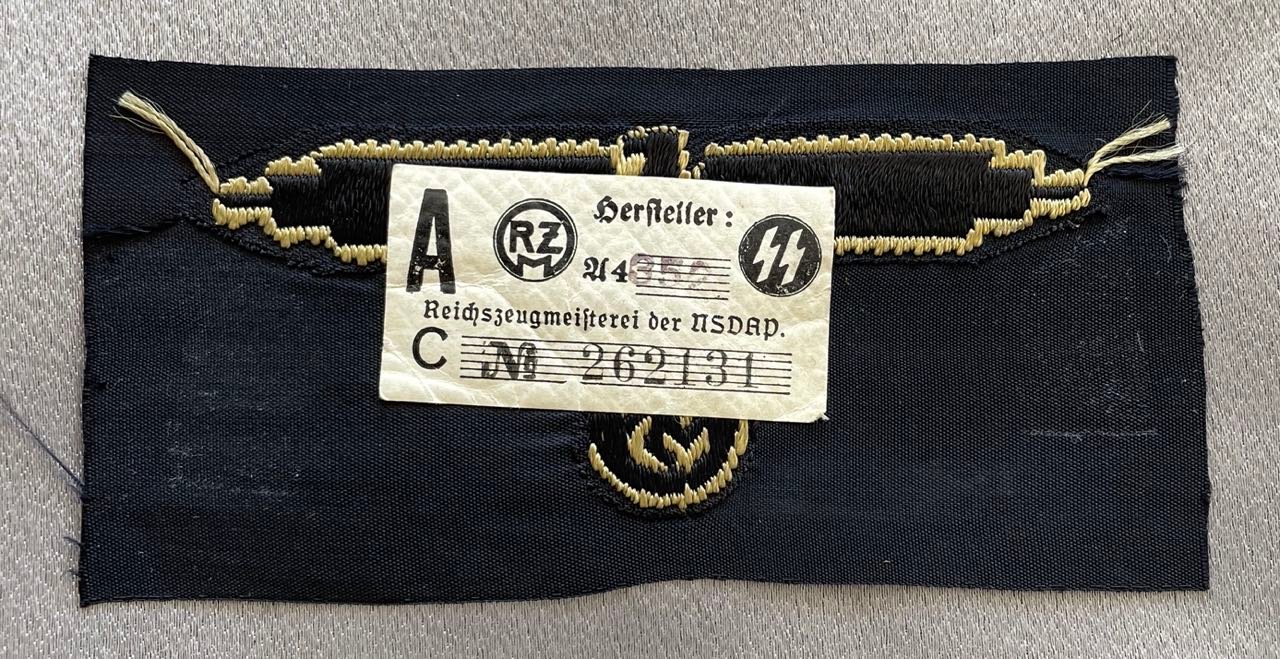 A
RZM
Hersteller:
A4
Reichszeugmeisterei der NSDAP.
C № 262131